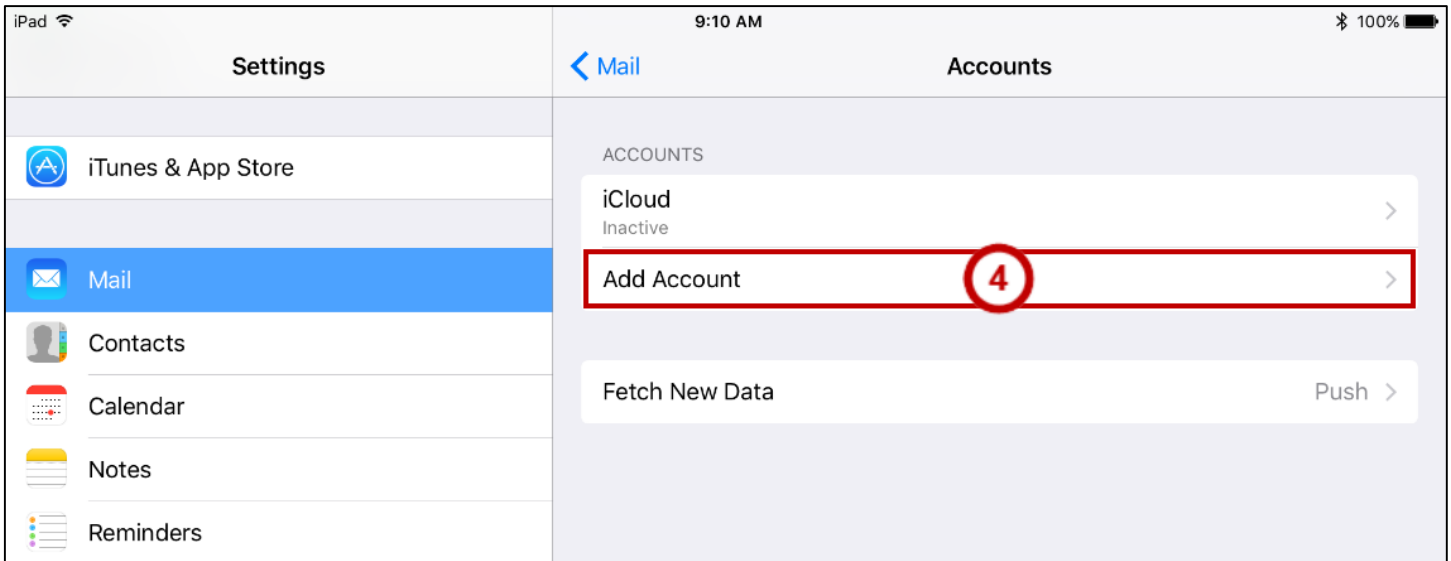 iPad 9:10 AM 100%
Settings
Mail Accounts
iTunes & App Store
Mail
Contacts
Calendar
Notes
Reminders
ACCOUNTS
iCloud
Inactive
Add Account 4
Fetch New Data Push